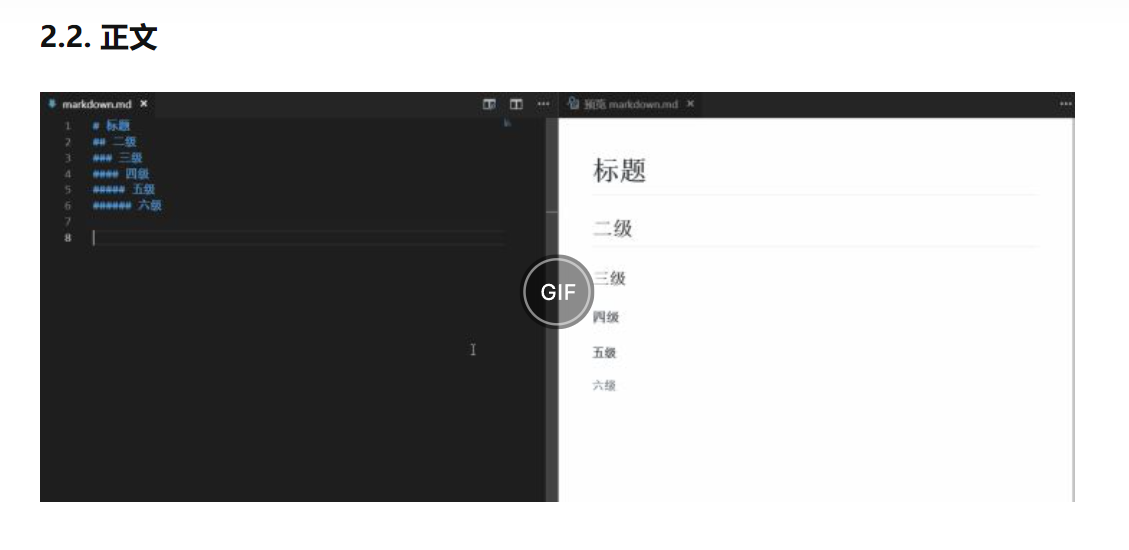 2.2. 正文
markdown.md ×
预览 markdown.md ×
1 # 标题
2 ## 二级
3 ### 三级
4 #### 四级
5 ##### 五级
6 ###### 六级
7
8
标题
二级
三级
GIF
四级
五级
六级